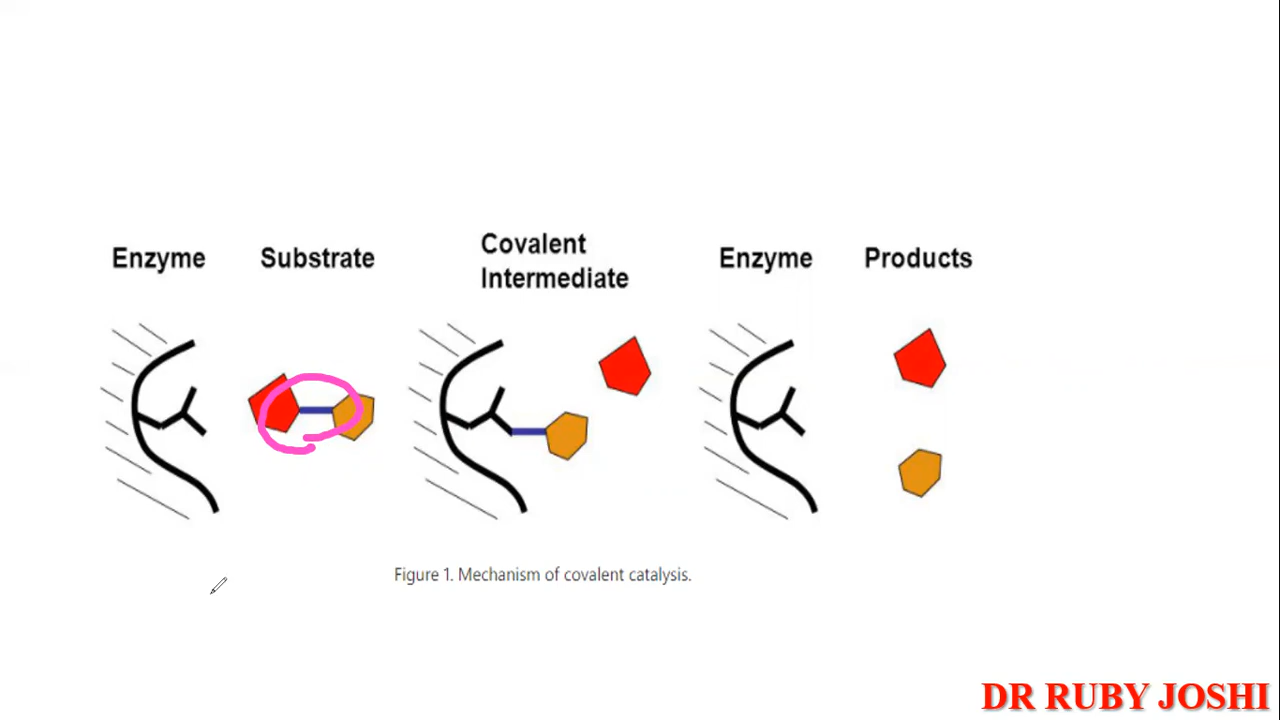 Enzyme
Substrate
Covalent
Intermediate
Enzyme
Products
Figure 1. Mechanism of covalent catalysis.
DR RUBY JOSHI